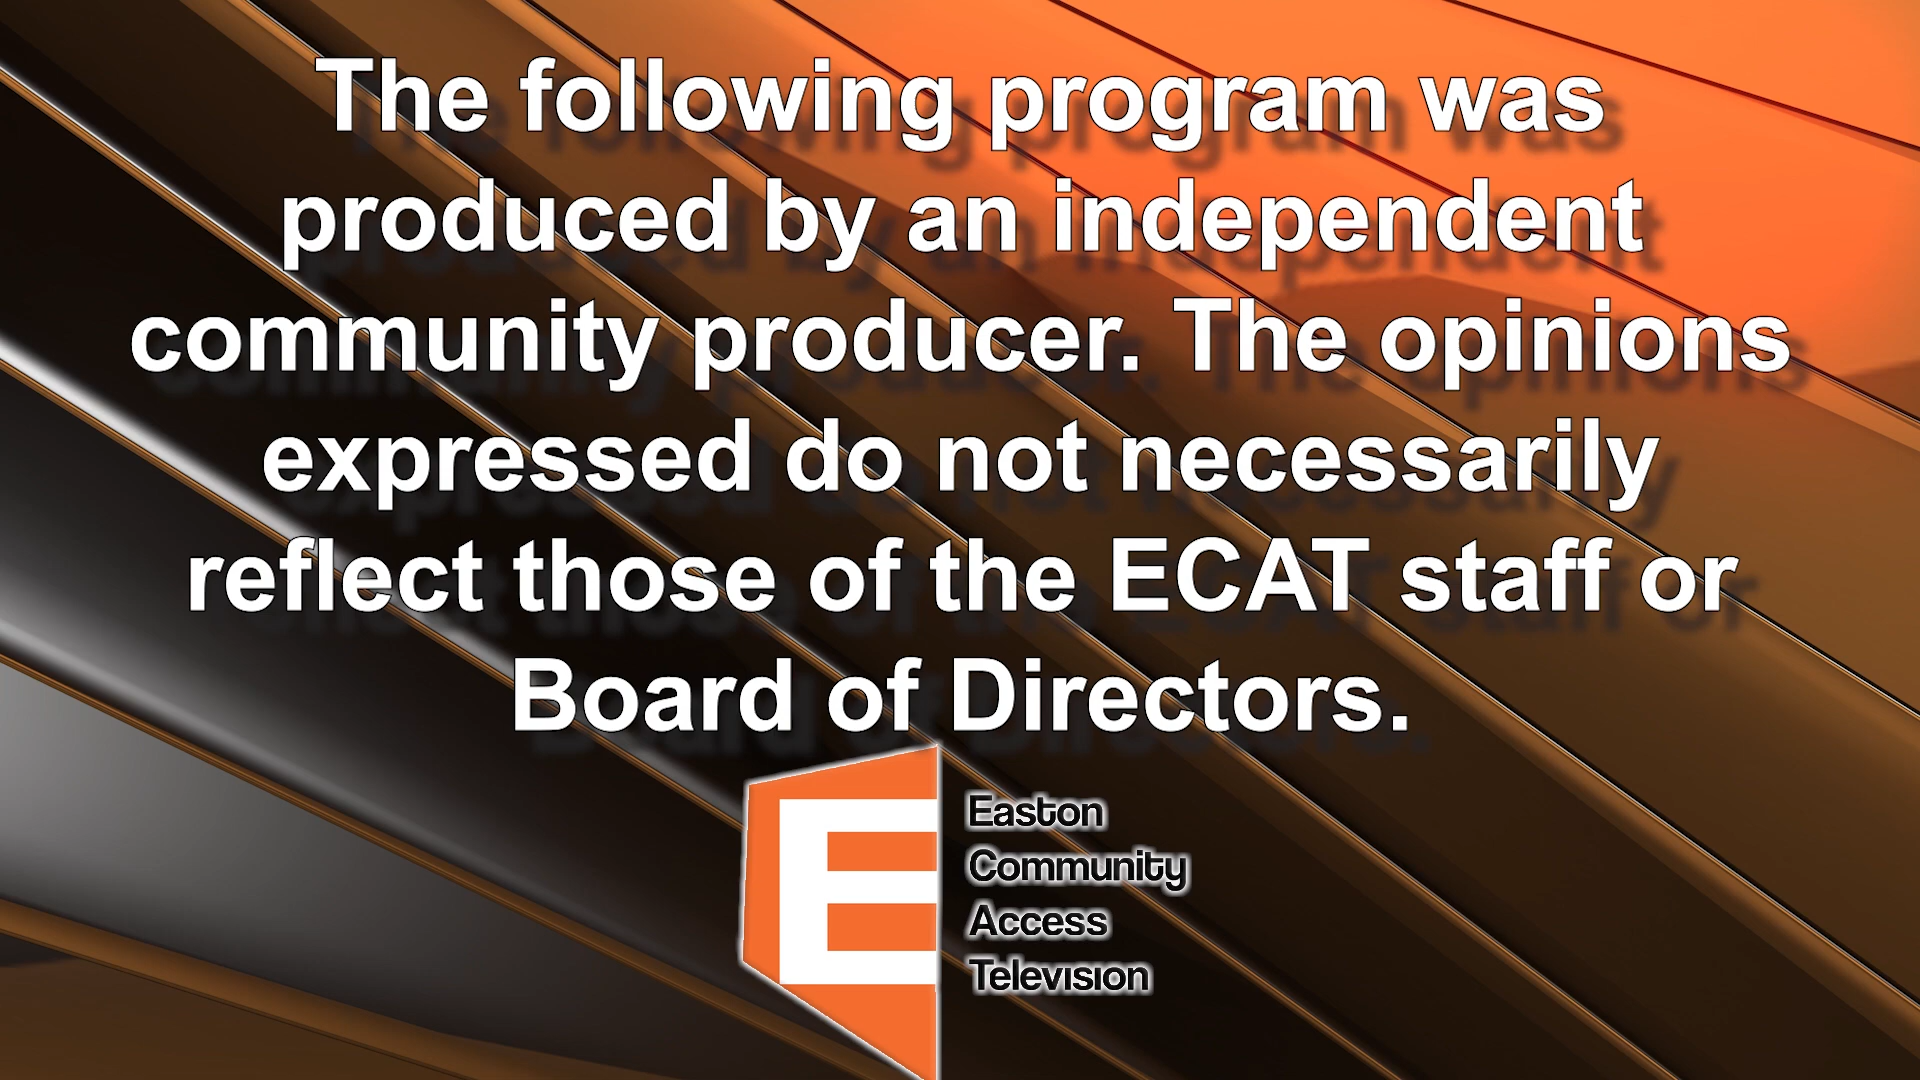 The following program was
produced by an independent
community producer. The opinions
expressed do not necessarily
reflect those of the ECAT staff or
Board of Directors.
E
Easton
Community
Access
Television